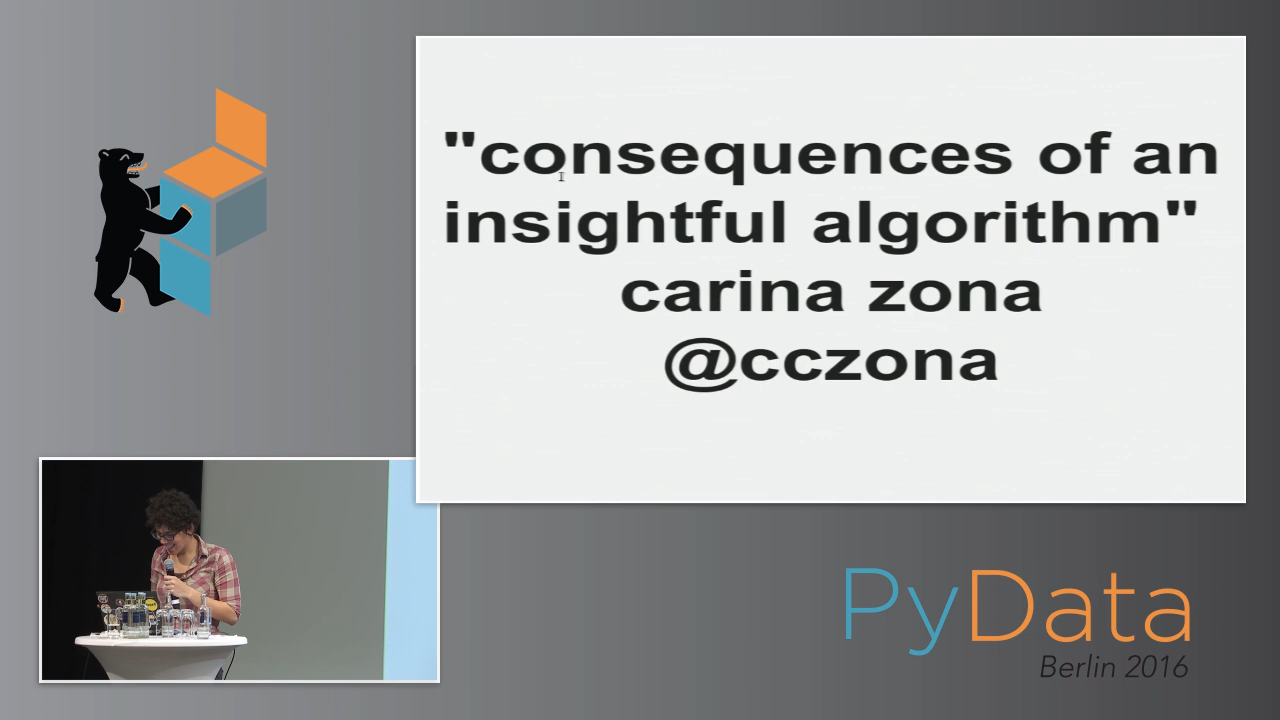 "consequences of an
insightful algorithm"
carina zona
@cczona
PyData
Berlin 2016